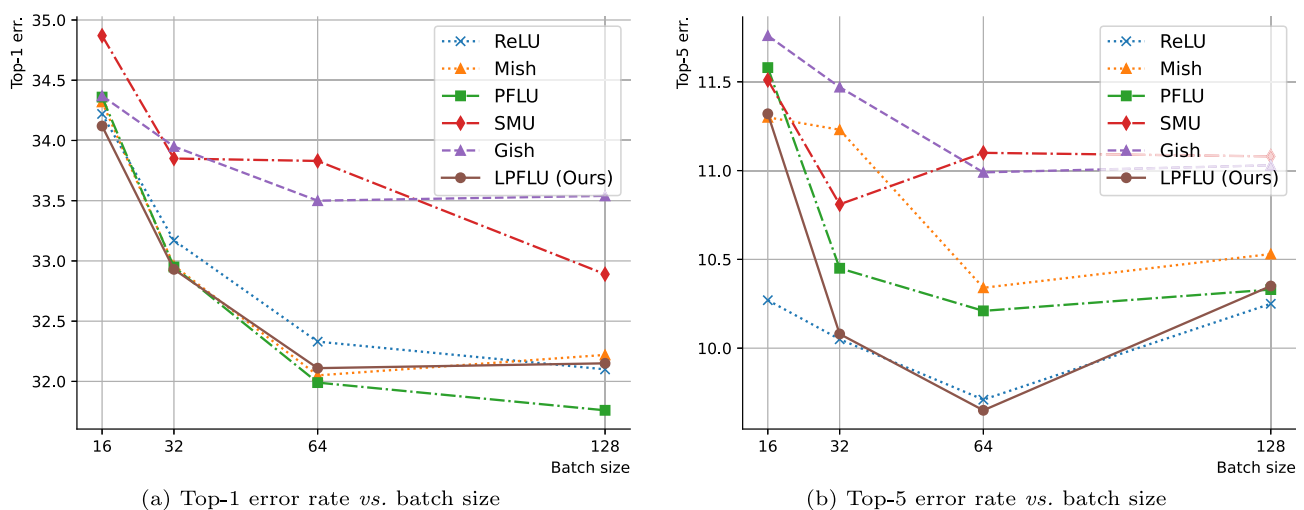 Top-1 err.
35.0
34.5
34.0
33.5
33.0
32.5
32.0
16
32
64
128
Batch size
ReLU
Mish
PFLU
SMU
Gish
LPFLU (Ours)
(a) Top-1 error rate vs. batch size
Top-5 err.
11.5
11.0
10.5
10.0
16
32
64
128
Batch size
ReLU
Mish
PFLU
SMU
Gish
LPFLU (Ours)
(b) Top-5 error rate vs. batch size